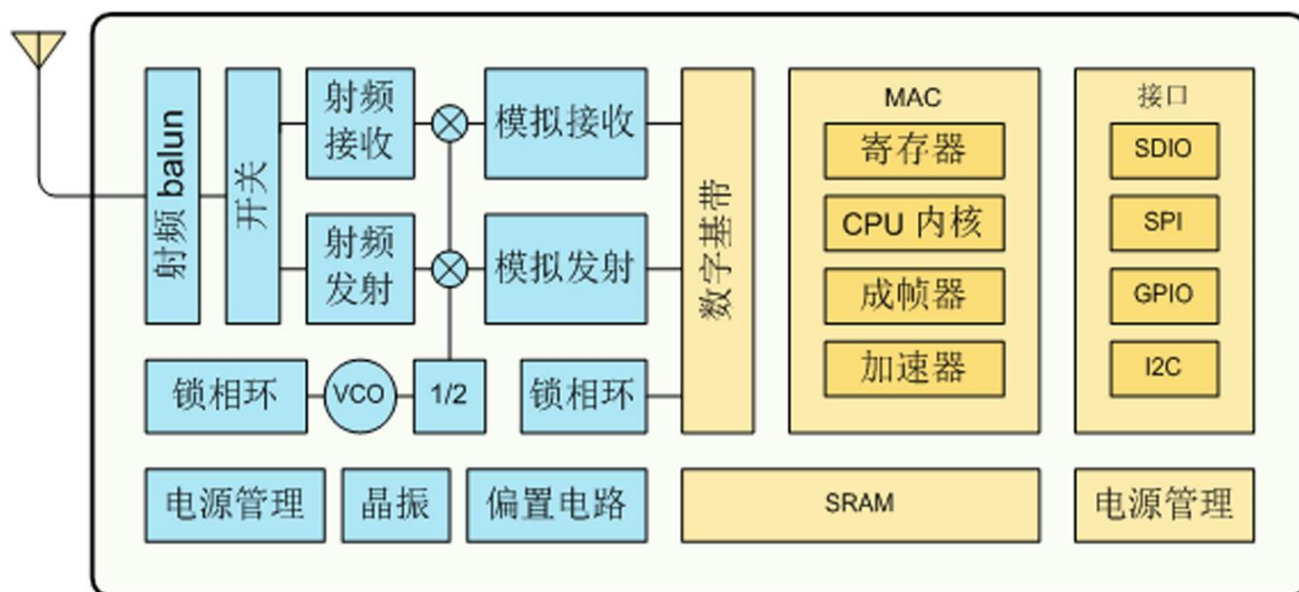 射频 balun
开关
射频
接收
模拟接收
射频
发射
模拟发射
锁相环
VCO
1/2
锁相环
数字基带
MAC
寄存器
CPU 内核
成帧器
加速器
接口
SDIO
SPI
GPIO
I2C
电源管理
晶振
偏置电路
SRAM
电源管理